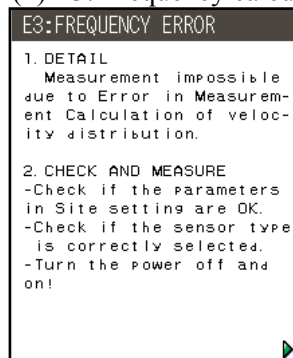 E3:FREQUENCY ERROR
1. DETAIL
Measurement impossible
due to Error in Measurem-
ent Calculation of veloc-
ity distribution.
2. CHECK AND MEASURE
-Check if the parameters
in Site setting are OK.
-Check if the sensor type
is correctly selected.
-Turn the power off and
on!